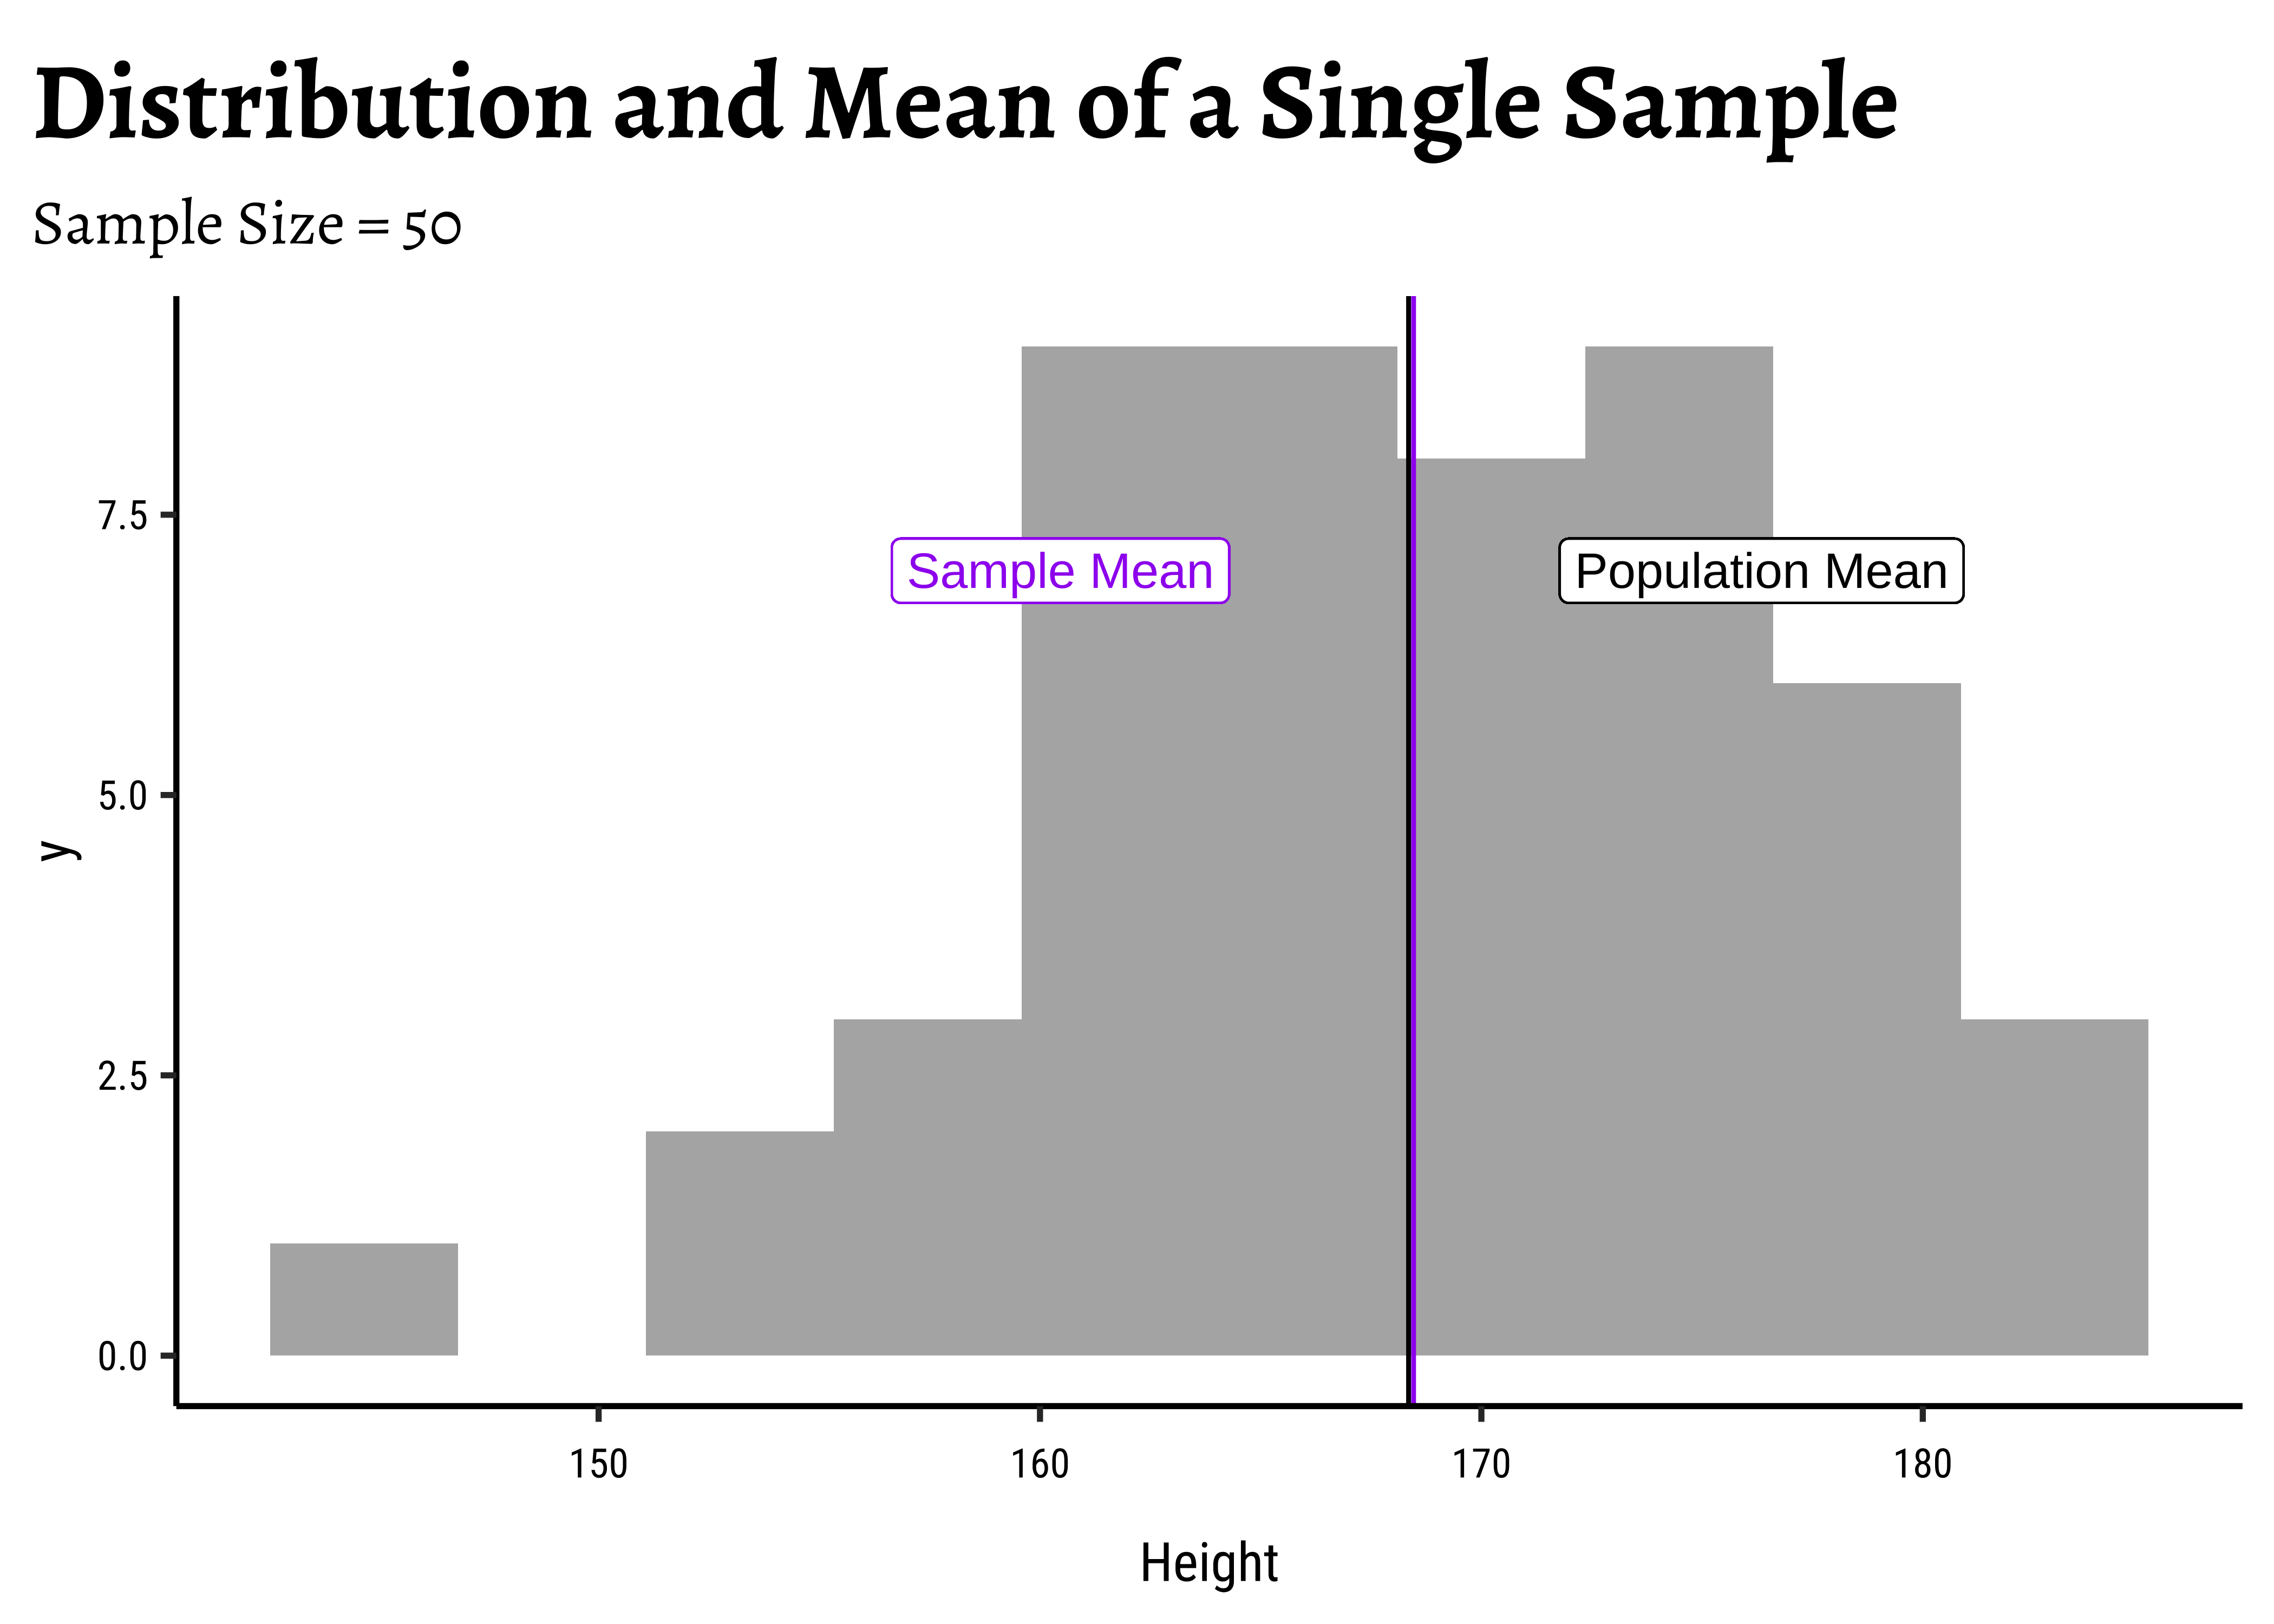 Distribution and Mean of a Single Sample
Sample Size = 50
7.5
Sample Mean
Population Mean
5.0
y
2.5
0.0
150
160
170
180
Height